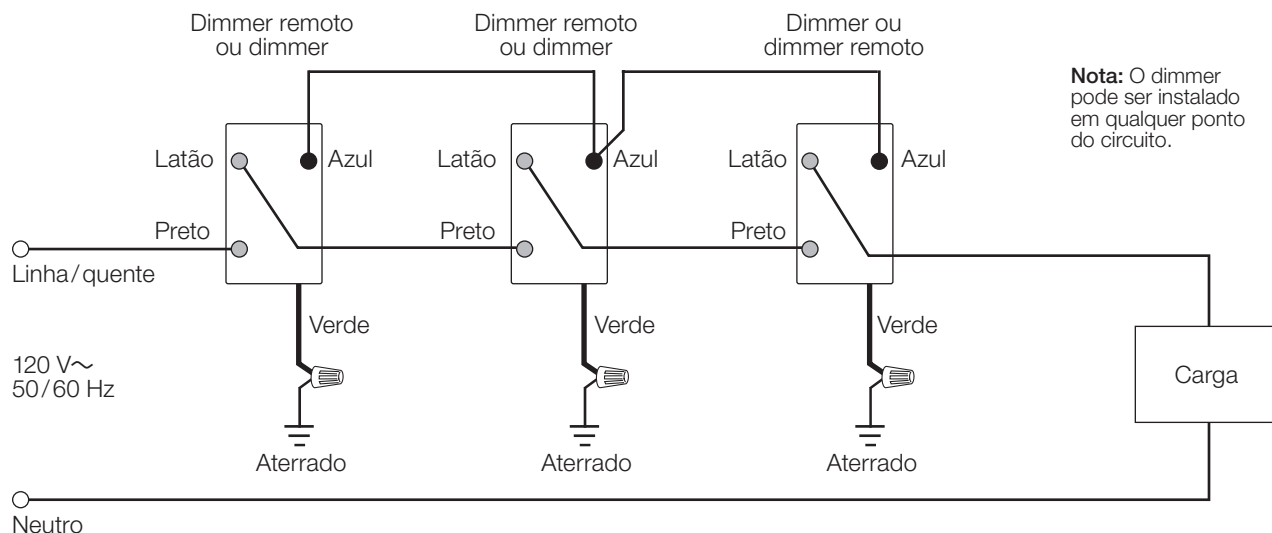 Dimmer remoto
ou dimmer
Dimmer remoto
ou dimmer
Dimmer ou
dimmer remoto
Nota: O dimmer
pode ser instalado
em qualquer ponto
do circuito.
Latão
Azul
Latão
Azul
Latão
Azul
Preto
Preto
Preto
Linha/quente
Verde
Verde
Verde
120 V~
50/60 Hz
Carga
Aterrado
Aterrado
Aterrado
Neutro